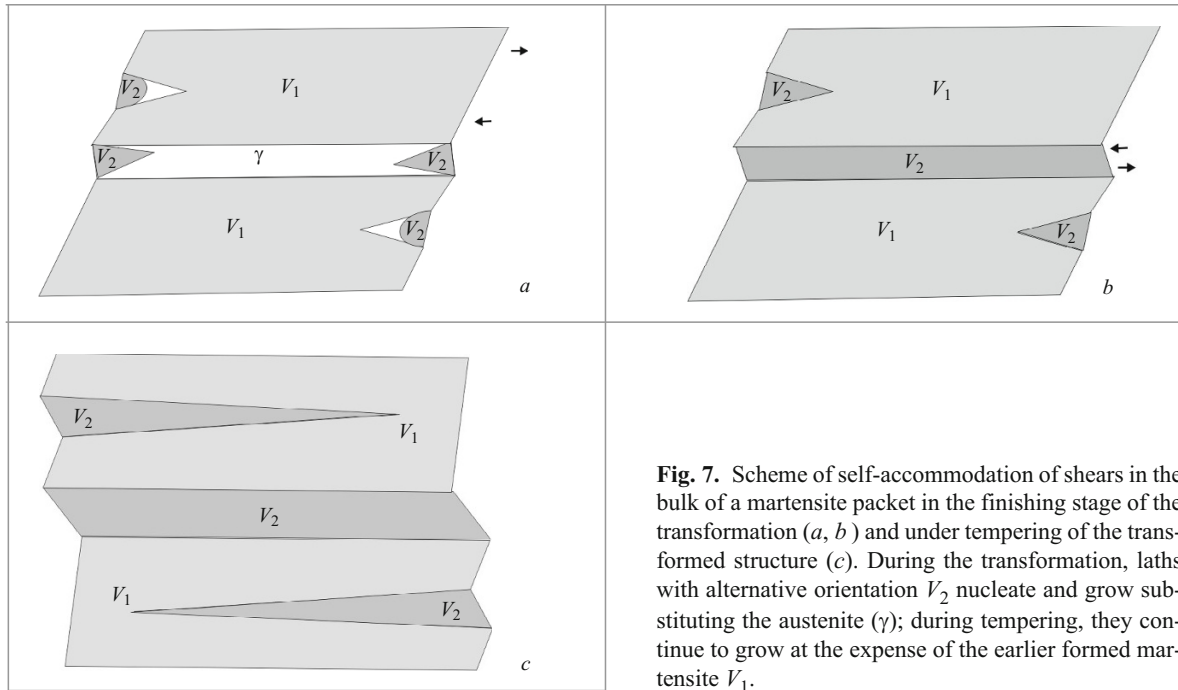 V₁
V₂
V₂
γ
V₂
V₁
V₂
a
V₁
V₂
V₂
V₁
V₂
b
V₂
V₁
V₂
V₁
V₂
c
Fig. 7. Scheme of self-accommodation of shears in the
bulk of a martensite packet in the finishing stage of the
transformation (a, b ) and under tempering of the trans-
formed structure (c). During the transformation, laths
with alternative orientation V₂ nucleate and grow sub-
stituting the austenite (γ); during tempering, they con-
tinue to grow at the expense of the earlier formed mar-
tensite V₁.